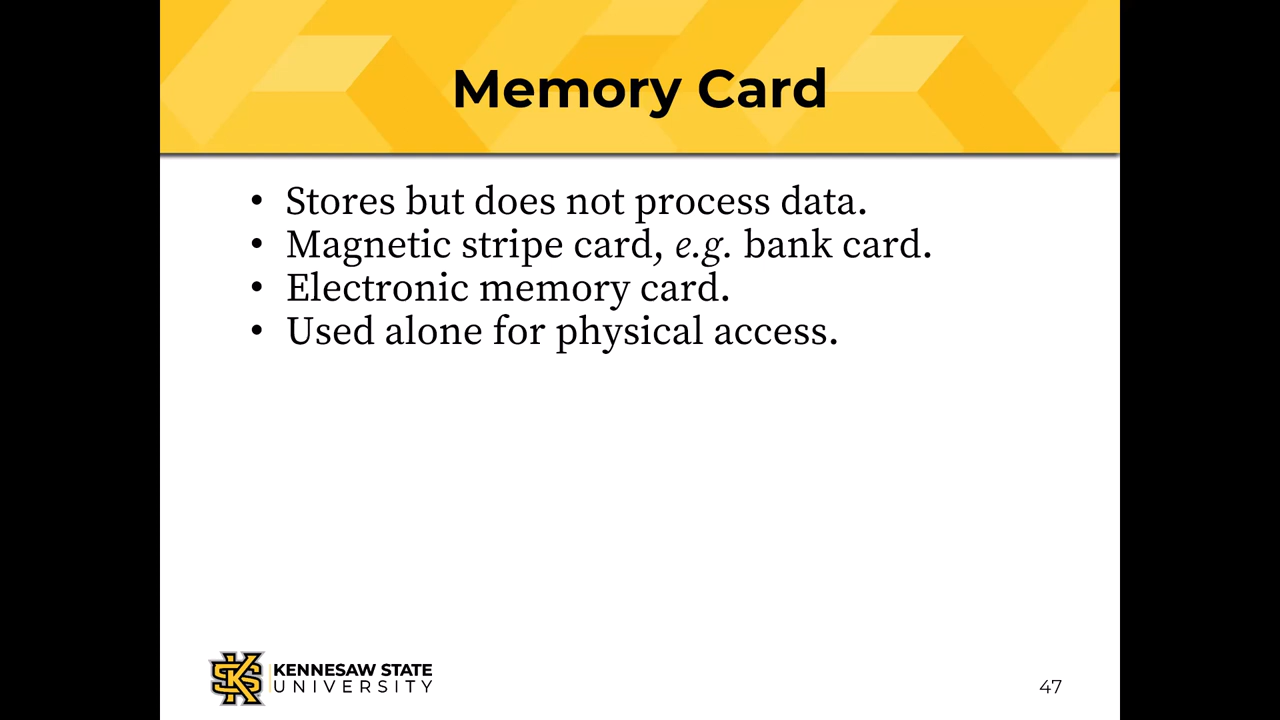 Memory Card
• Stores but does not process data.
• Magnetic stripe card, e.g. bank card.
• Electronic memory card.
• Used alone for physical access.
KS
KENNESAW STATE
UNIVERSITY
47